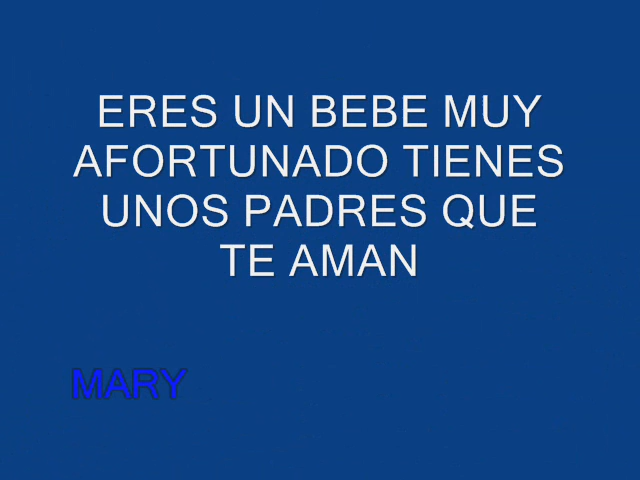 ERES UN BEBE MUY
AFORTUNADO TIENES
UNOS PADRES QUE
TE AMAN
MARY